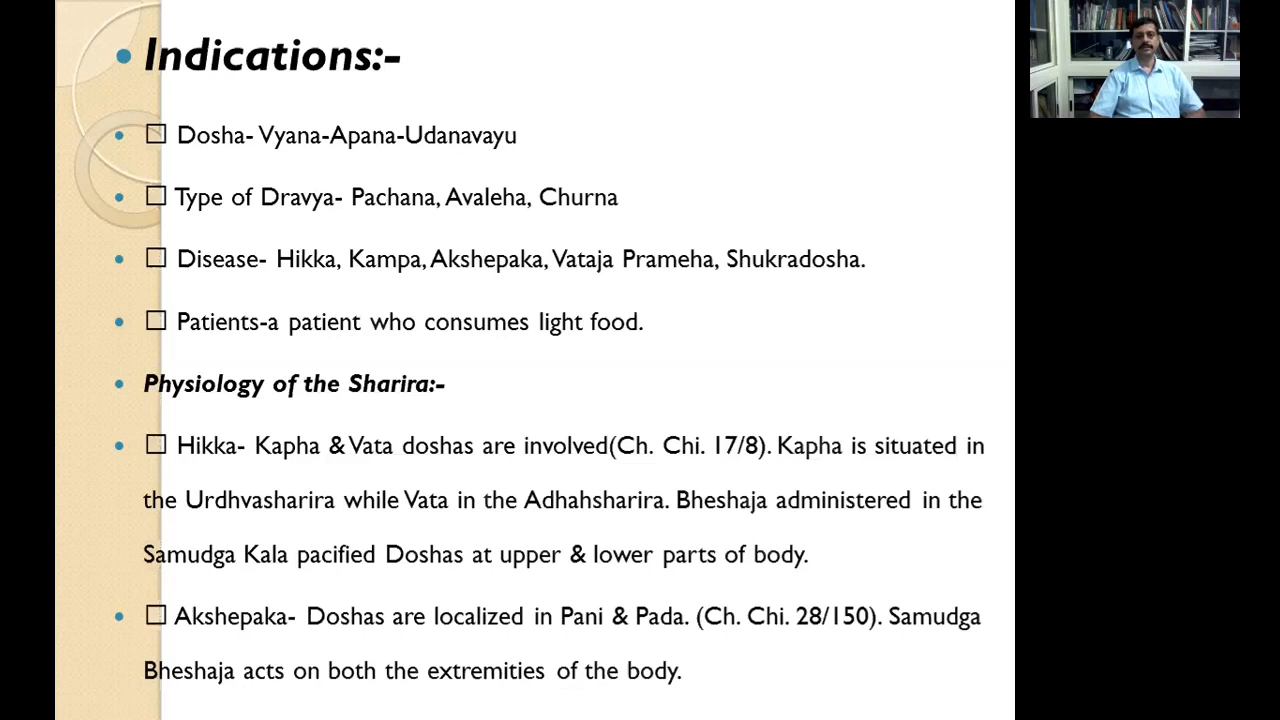 • Indications:-
• □ Dosha- Vyana-Apana-Udanavayu
• □ Type of Dravya- Pachana, Avaleha, Churna
• □ Disease- Hikka, Kampa, Akshepaka, Vataja Prameha, Shukradosha.
• □ Patients-a patient who consumes light food.
• Physiology of the Sharira:-
• □ Hikka- Kapha & Vata doshas are involved(Ch. Chi. 17/8). Kapha is situated in
the Urdhvasharira while Vata in the Adhahsharira. Bheshaja administered in the
Samudga Kala pacified Doshas at upper & lower parts of body.
• □ Akshepaka- Doshas are localized in Pani & Pada. (Ch. Chi. 28/150). Samudga
Bheshaja acts on both the extremities of the body.